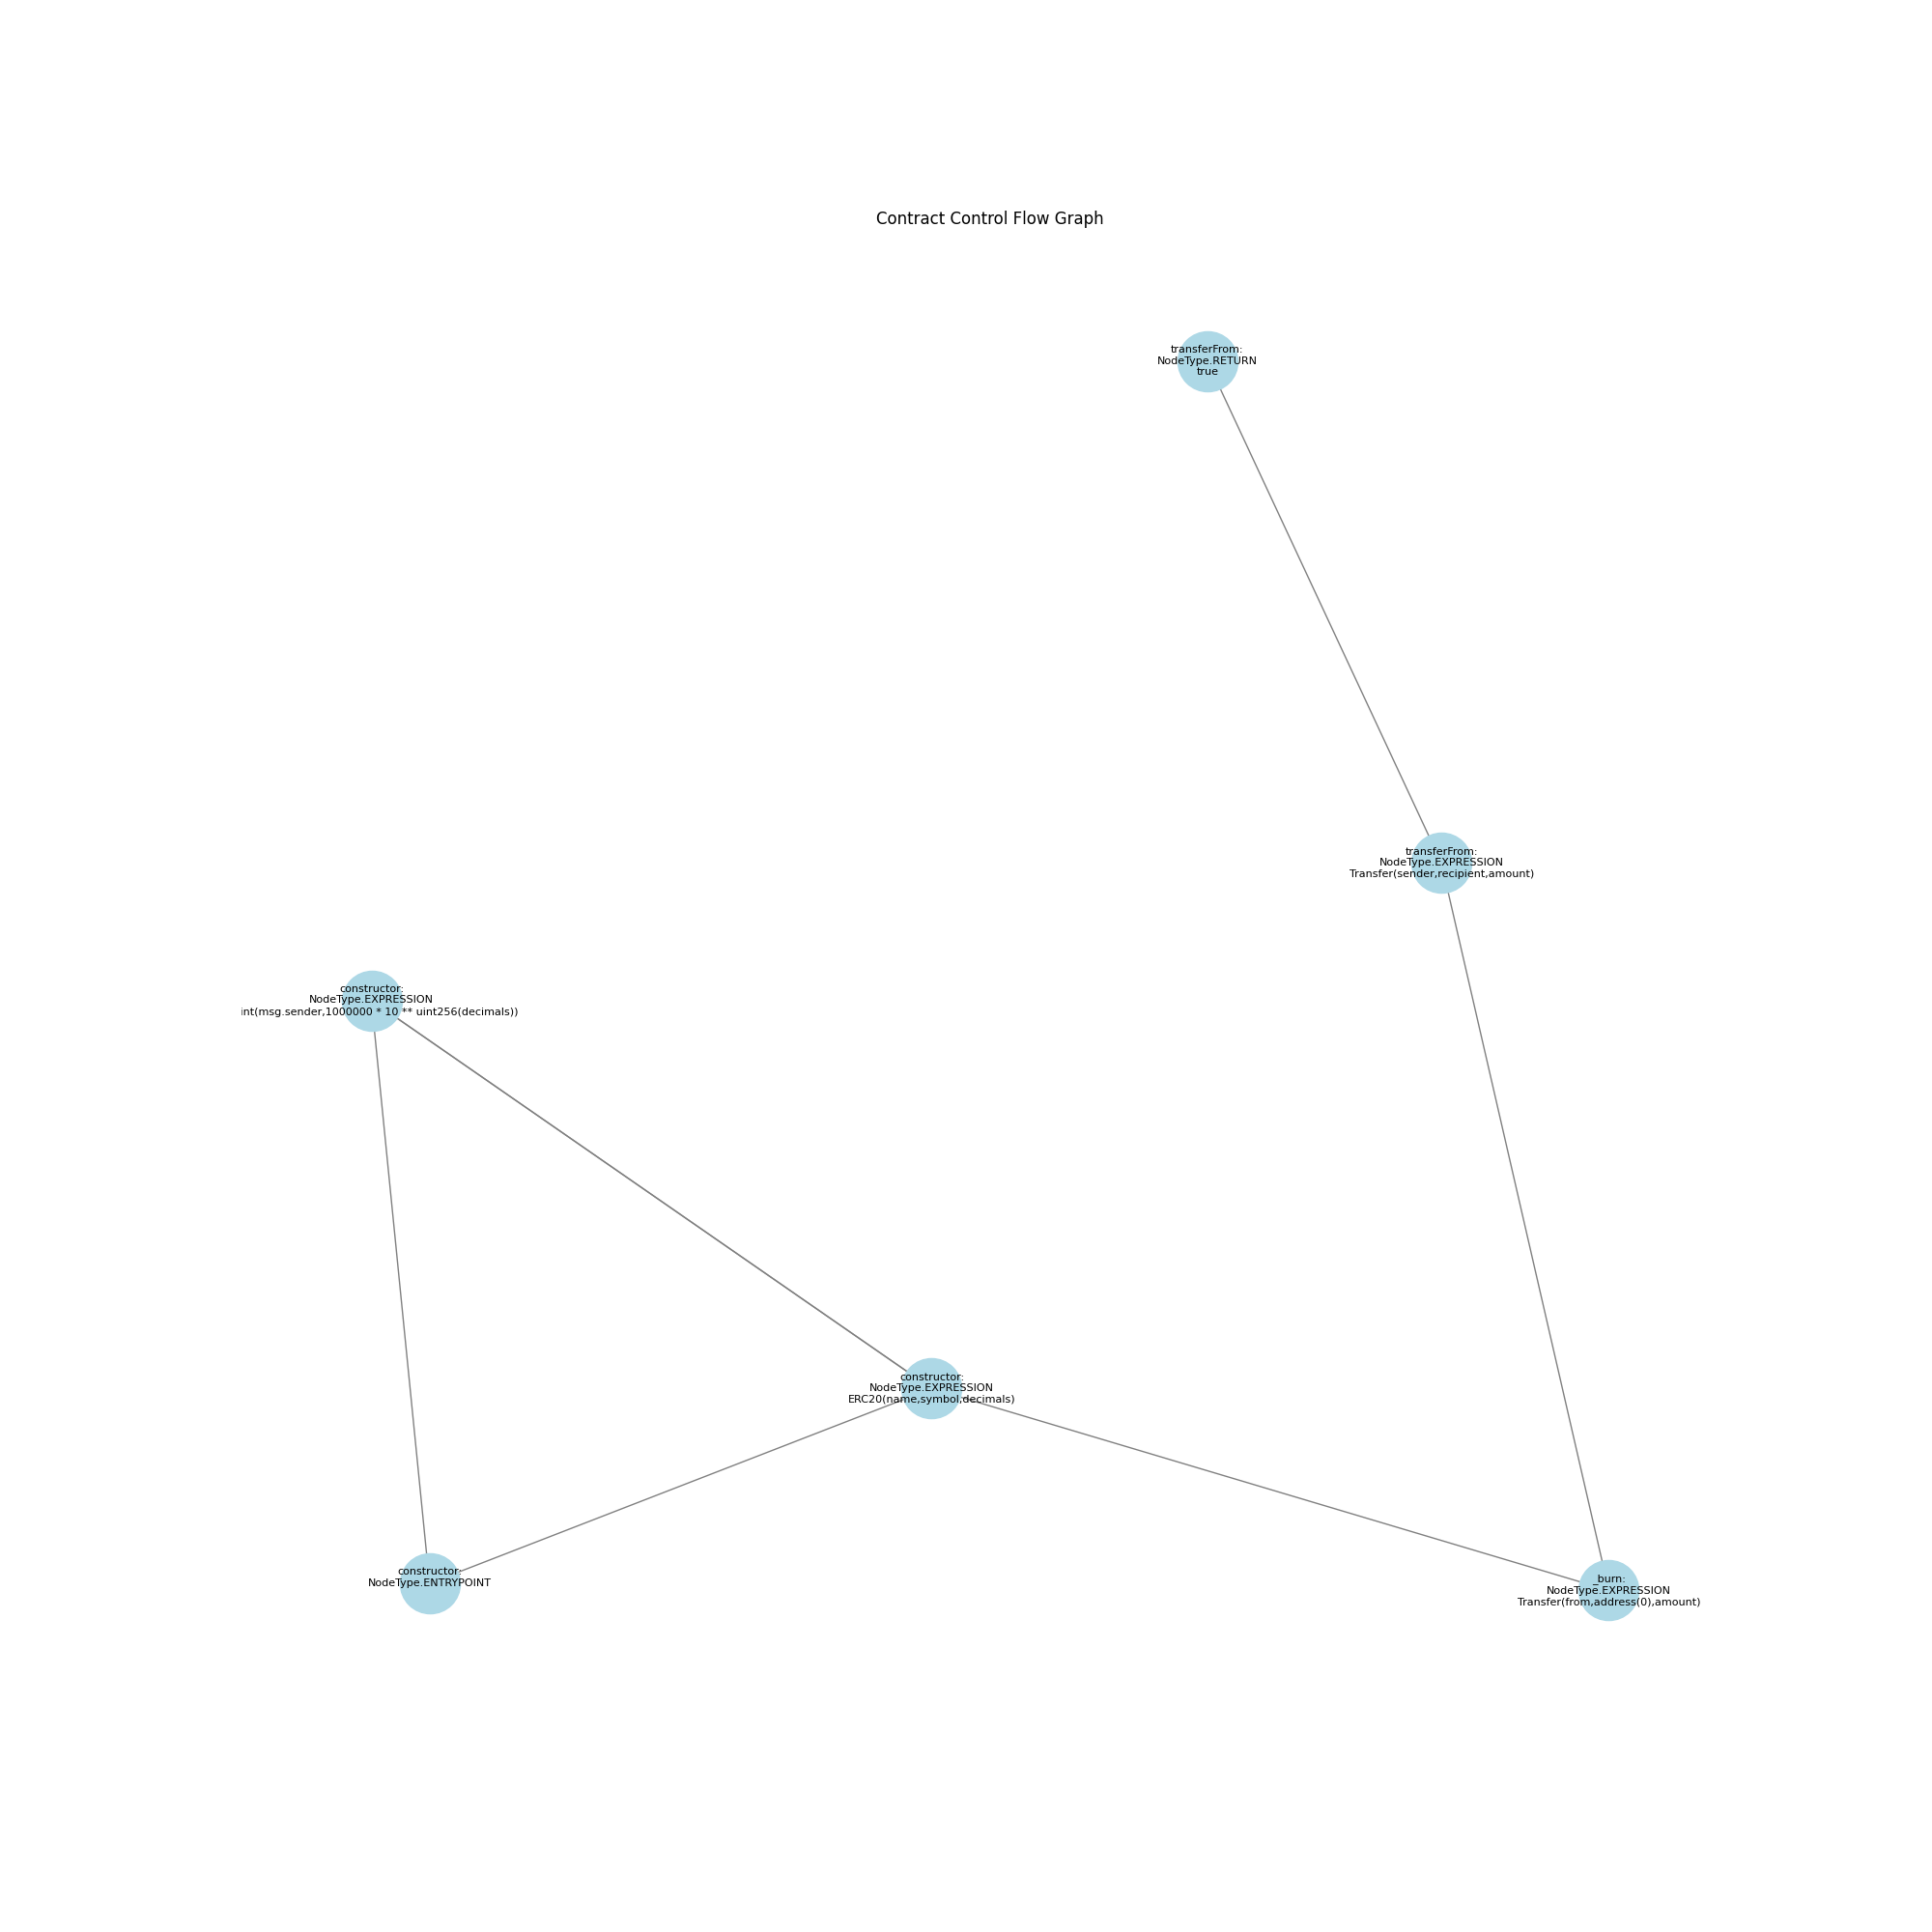 Contract Control Flow Graph
transferFrom:
NodeType.RETURN
true
transferFrom:
NodeType.EXPRESSION
Transfer(sender,recipient,amount)
constructor:
NodeType.EXPRESSION
int(msg.sender,1000000 * 10 ** uint256(decimals))
constructor:
NodeType.EXPRESSION
ERC20(name,symbol,decimals)
constructor:
NodeType.ENTRYPOINT
_burn:
NodeType.EXPRESSION
Transfer(from,address(0),amount)